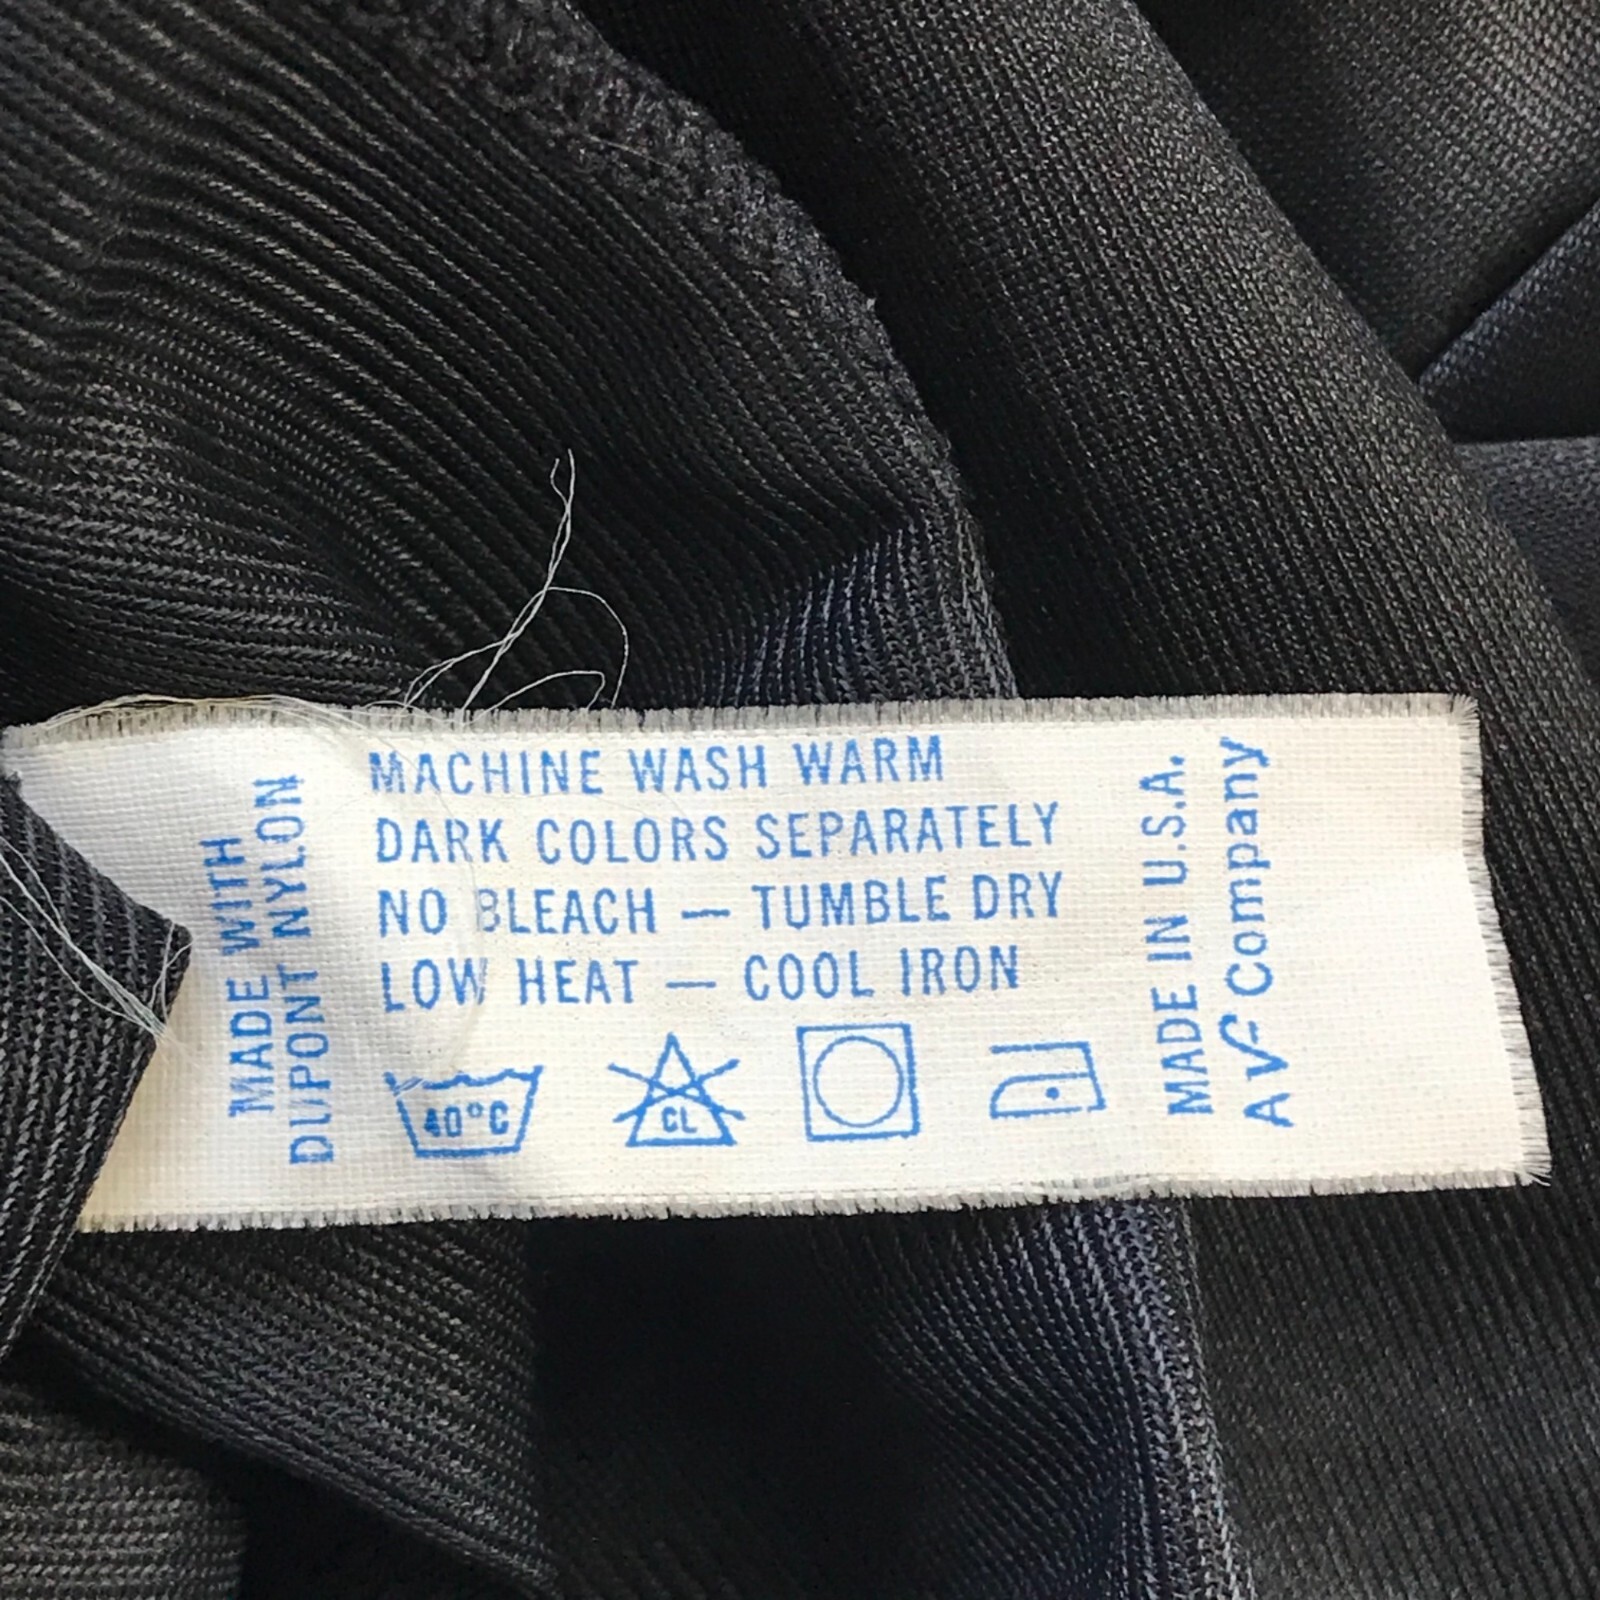 MADE WITH
DUPONT NYLON
MACHINE WASH WARM
DARK COLORS SEPARATELY
NO BLEACH — TUMBLE DRY
LOW HEAT — COOL IRON
40°C
CL
MADE IN U.S.A.
A VF Company